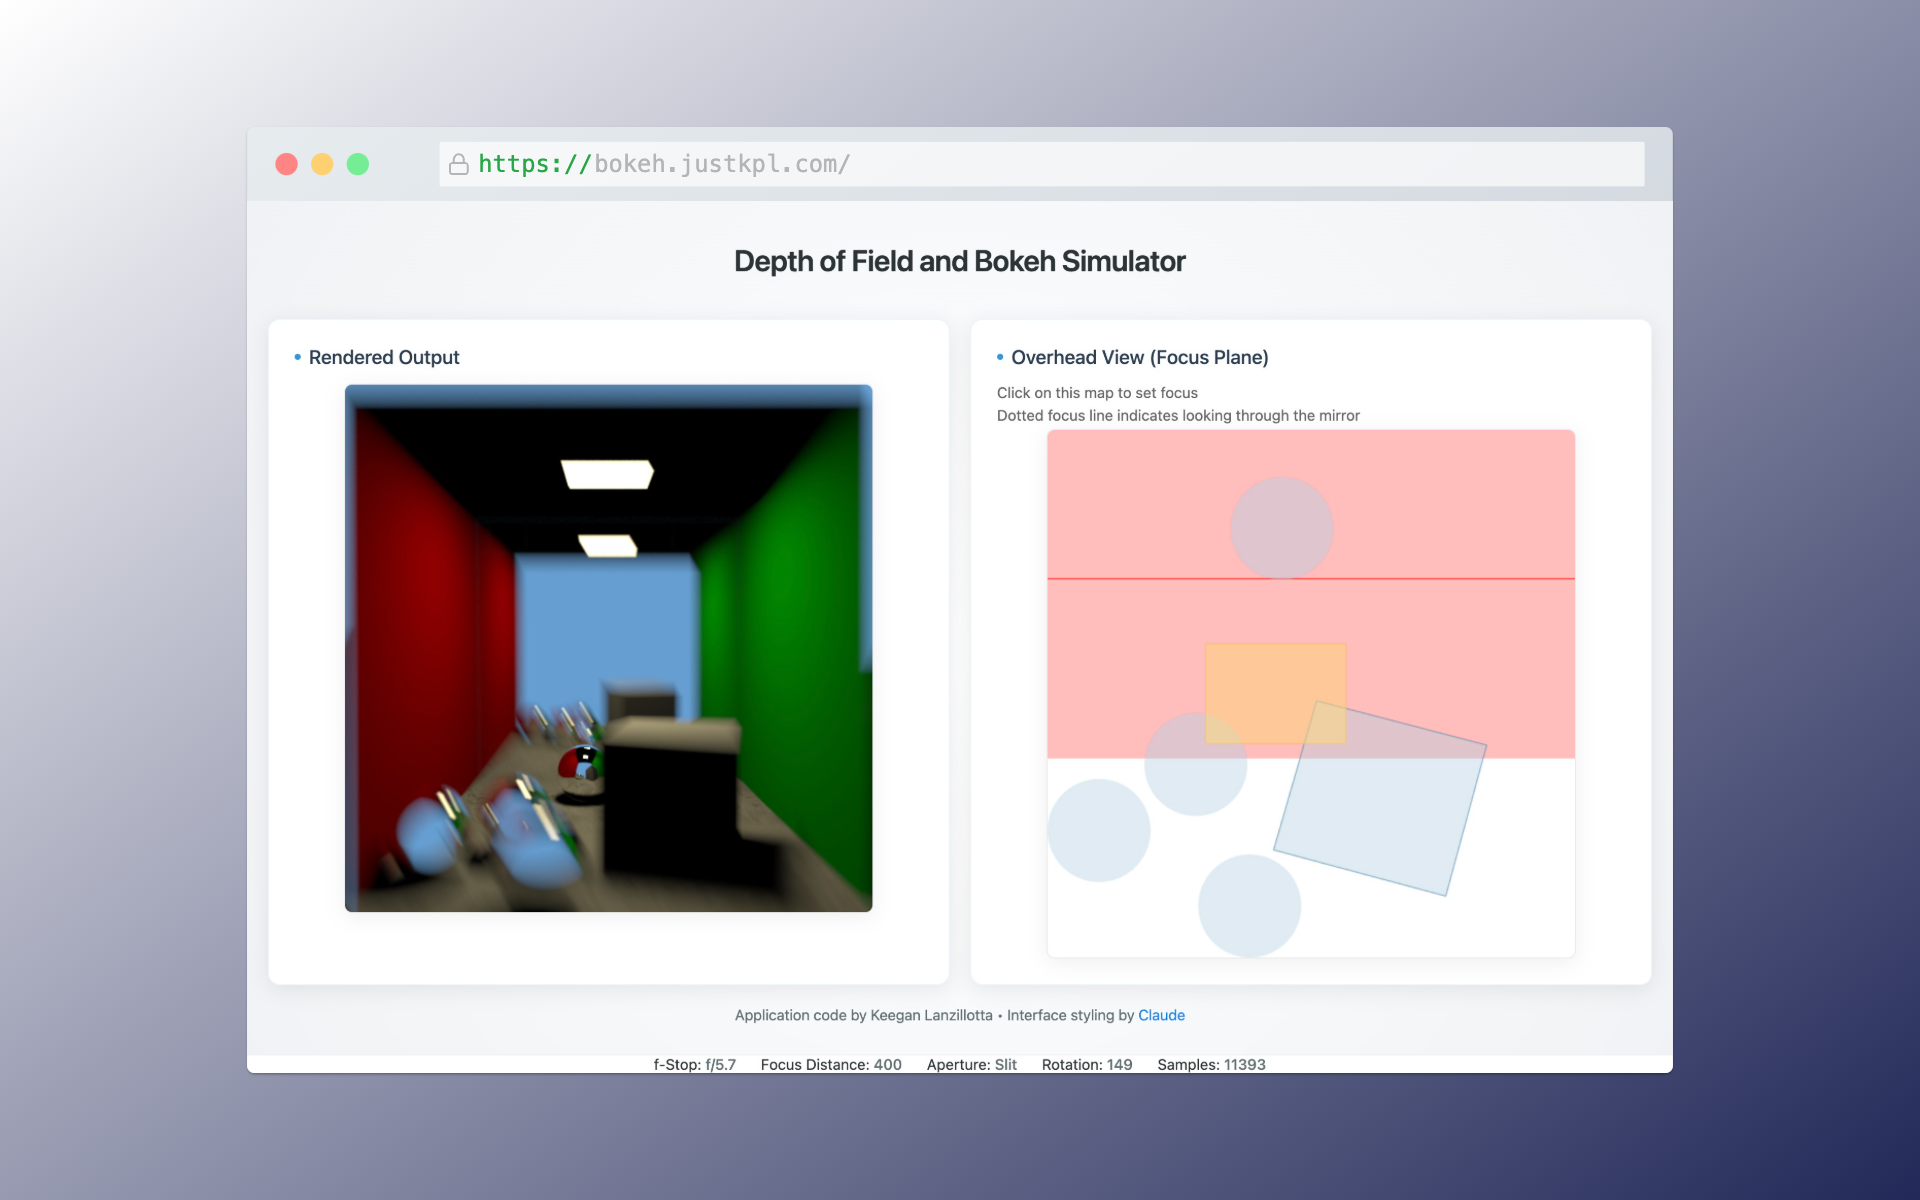 https://bokeh.justkpl.com/
Depth of Field and Bokeh Simulator
• Rendered Output
• Overhead View (Focus Plane)
Click on this map to set focus
Dotted focus line indicates looking through the mirror
Application code by Keegan Lanzillotta • Interface styling by Claude
f-Stop: f/5.7 Focus Distance: 400 Aperture: Slit Rotation: 149 Samples: 11393